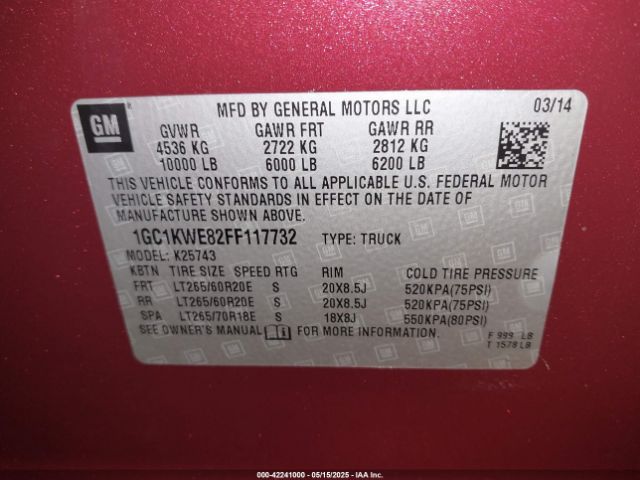 GM
MFD BY GENERAL MOTORS LLC 03/14
GVWR GAWR FRT GAWR RR
4536 KG 2722 KG 2812 KG
10000 LB 6000 LB 6200 LB
THIS VEHICLE CONFORMS TO ALL APPLICABLE U.S. FEDERAL MOTOR
VEHICLE SAFETY STANDARDS IN EFFECT ON THE DATE OF
MANUFACTURE SHOWN ABOVE.
1GC1KWE82FF117732 TYPE: TRUCK
MODEL: K25743
KBTN TIRE SIZE SPEED RTG RIM COLD TIRE PRESSURE
FRT LT265/60R20E S 20X8.5J 520KPA(75PSI)
RR LT265/60R20E S 20X8.5J 520KPA(75PSI)
SPA LT265/70R18E S 18X8J 550KPA(80PSI)
SEE OWNER'S MANUAL FOR MORE INFORMATION.
F 999 LB
T 1578 LB
000-42241000 - 05/15/2025 - IAAI.COM